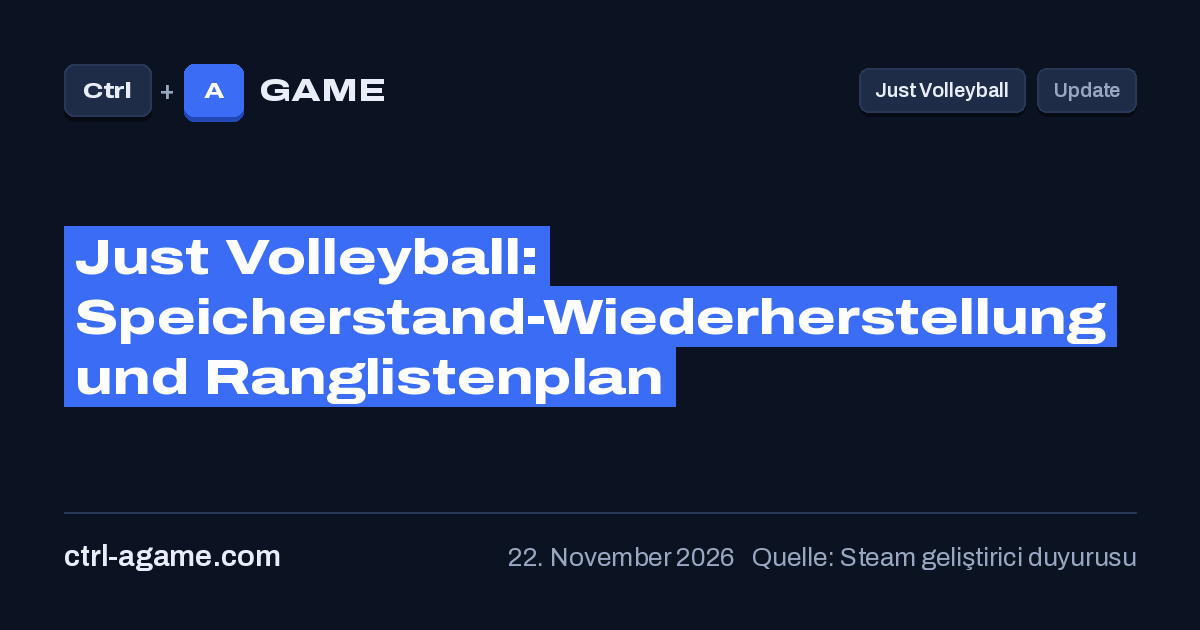 Ctrl + A GAME
Just Volleyball Update
Just Volleyball:
Speicherstand-Wiederherstellung
und Ranglistenplan
ctrl-agame.com
22. November 2026 Quelle: Steam geliştirici duyurusu